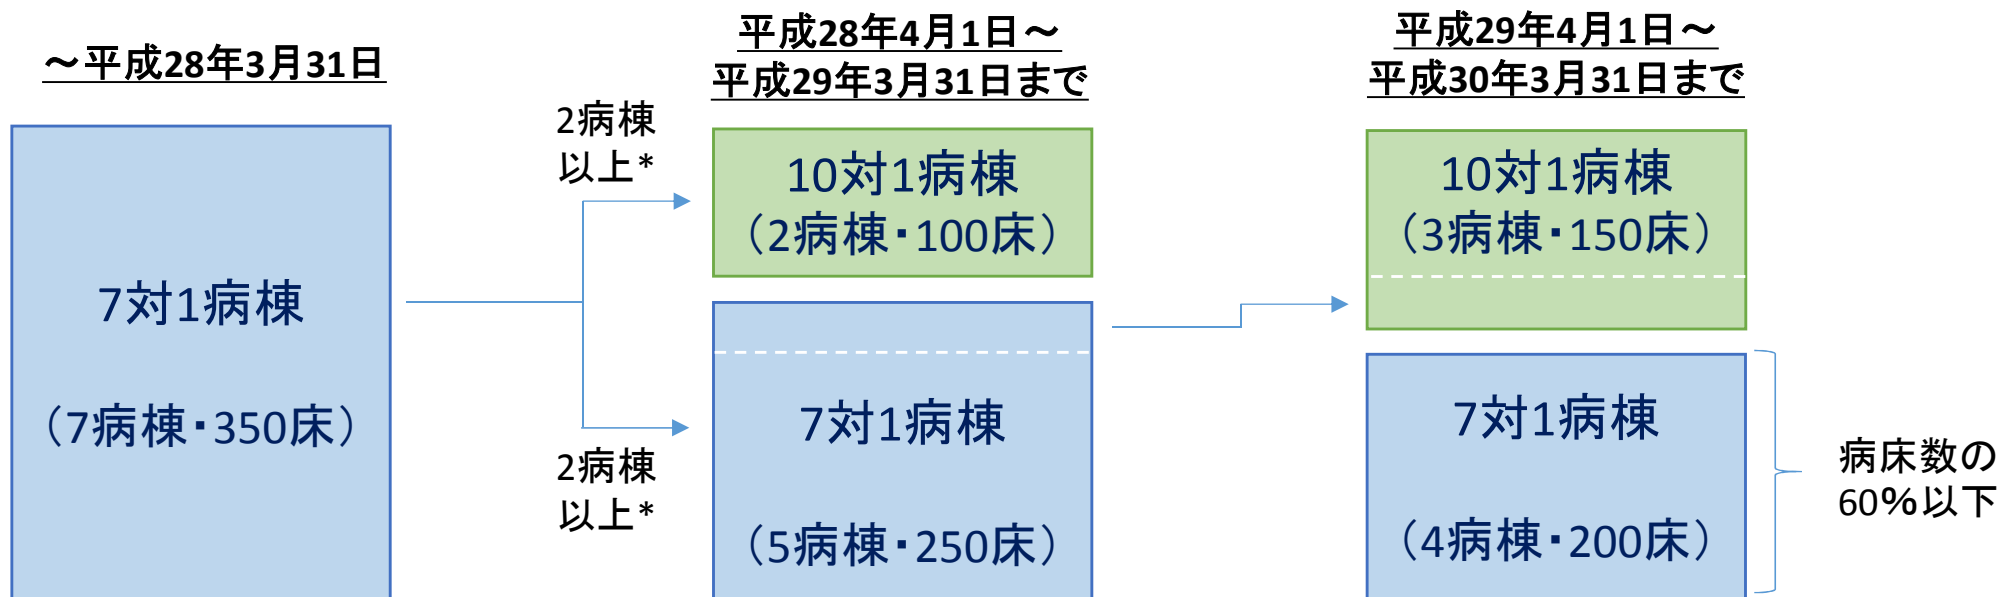 ～平成28年3月31日
7対1病棟
（7病棟・350床）
2病棟
以上*
2病棟
以上*
平成28年4月1日～
平成29年3月31日まで
10対1病棟
（2病棟・100床）
7対1病棟
（5病棟・250床）
平成29年4月1日～
平成30年3月31日まで
10対1病棟
（3病棟・150床）
7対1病棟
（4病棟・200床）
病床数の
60%以下